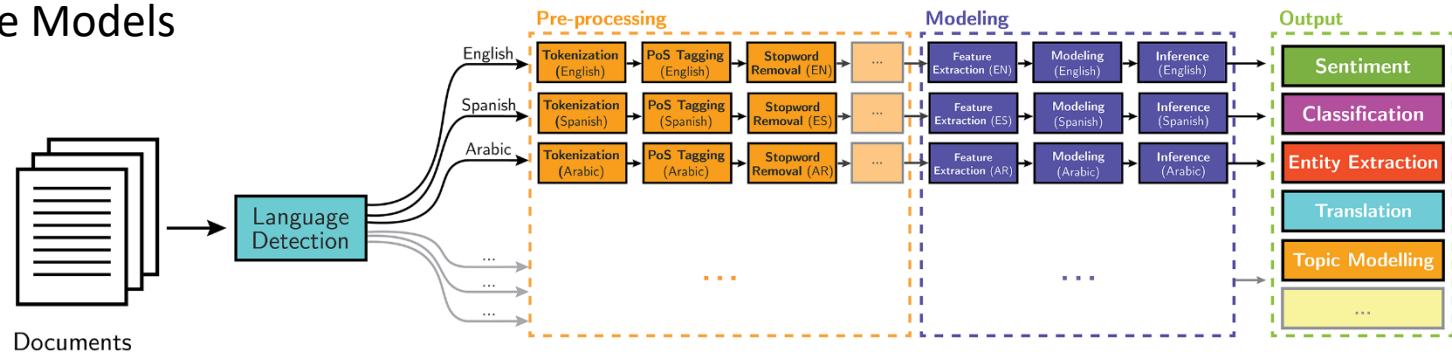 e Models
Pre-processing
Modeling
Output
English
Tokenization
(English)
PoS Tagging
(English)
Stopword
Removal (EN)
...
Feature
Extraction (EN)
Modeling
(English)
Inference
(English)
Spanish
Tokenization
(Spanish)
PoS Tagging
(Spanish)
Stopword
Removal (ES)
...
Feature
Extraction (ES)
Modeling
(Spanish)
Inference
(Spanish)
Arabic
Tokenization
(Arabic)
PoS Tagging
(Arabic)
Stopword
Removal (AR)
...
Feature
Extraction (AR)
Modeling
(Arabic)
Inference
(Arabic)
Documents
Language
Detection
...
...
...
...
...
Sentiment
Classification
Entity Extraction
Translation
Topic Modelling
...